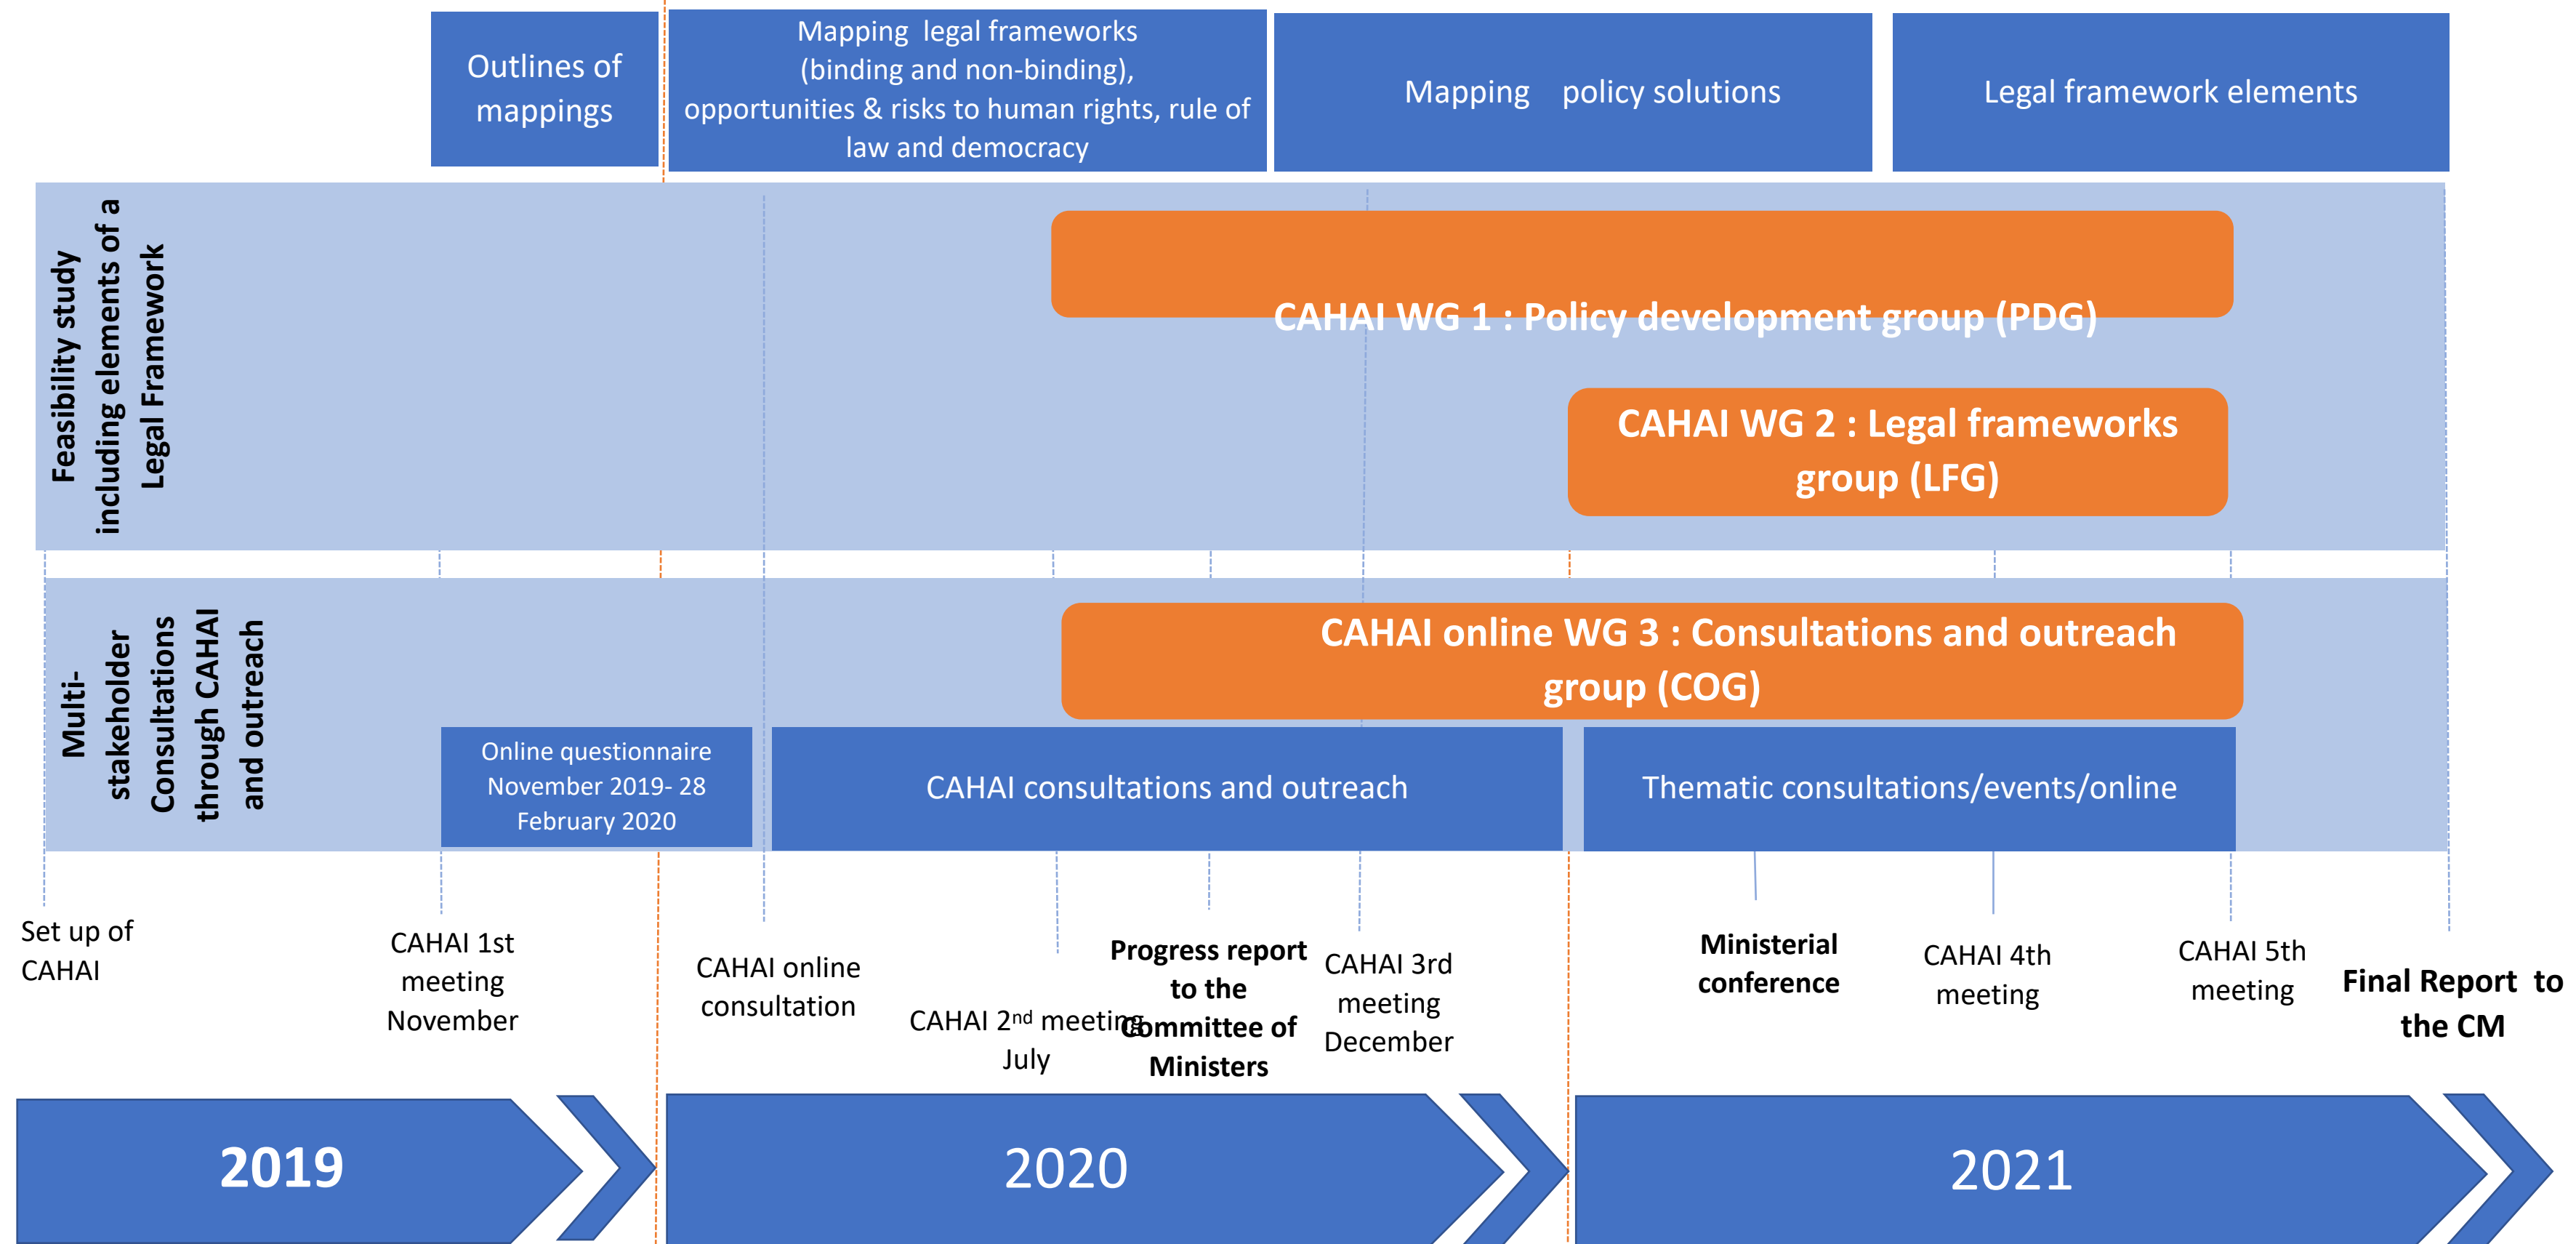 Outlines of
mappings
Mapping legal frameworks
(binding and non-binding),
opportunities & risks to human rights, rule of
law and democracy
Mapping policy solutions
Legal framework elements
Feasibility study
including elements of a
Legal Framework
CAHAI WG 1 : Policy development group (PDG)
CAHAI WG 2 : Legal frameworks
group (LFG)
Multi-
stakeholder
Consultations
through CAHAI
and outreach
CAHAI online WG 3 : Consultations and outreach
group (COG)
Online questionnaire
November 2019- 28
February 2020
CAHAI consultations and outreach
Thematic consultations/events/online
Set up of
CAHAI
CAHAI 1st
meeting
November
CAHAI online
consultation
CAHAI 2nd meeting
July
Progress report
to the
Committee of
Ministers
CAHAI 3rd
meeting
December
Ministerial
conference
CAHAI 4th
meeting
CAHAI 5th
meeting
Final Report to
the CM
2019
2020
2021